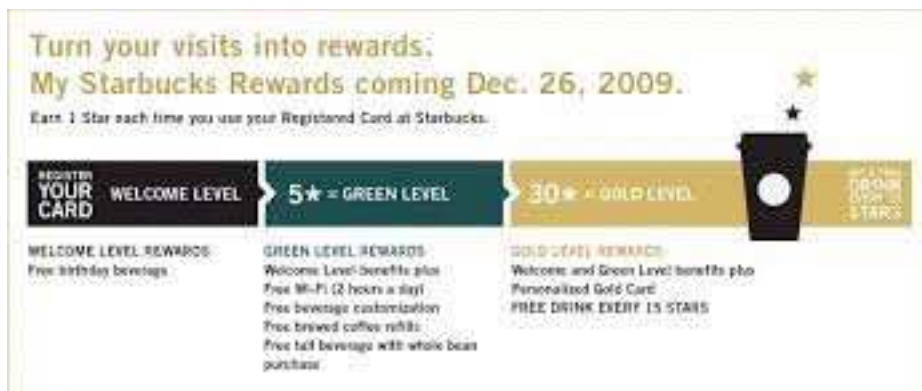 Turn your visits into rewards.
My Starbucks Rewards coming Dec. 26, 2009.
Earn 1 Star each time you use your Registered Card at Starbucks.
REGISTER
YOUR
CARD
WELCOME LEVEL
5★ = GREEN LEVEL
30★ = GOLD LEVEL
DRINK
STARS
WELCOME LEVEL REWARDS
Free birthday beverage
GREEN LEVEL REWARDS
Welcome Level benefits plus
Free Wi-Fi (2 hours a day)
Free beverage customization
Free brewed coffee refills
Free tall beverage with whole bean
purchase
GOLD LEVEL REWARDS
Welcome and Green Level benefits plus
Personalized Gold Card
FREE DRINK EVERY 15 STARS